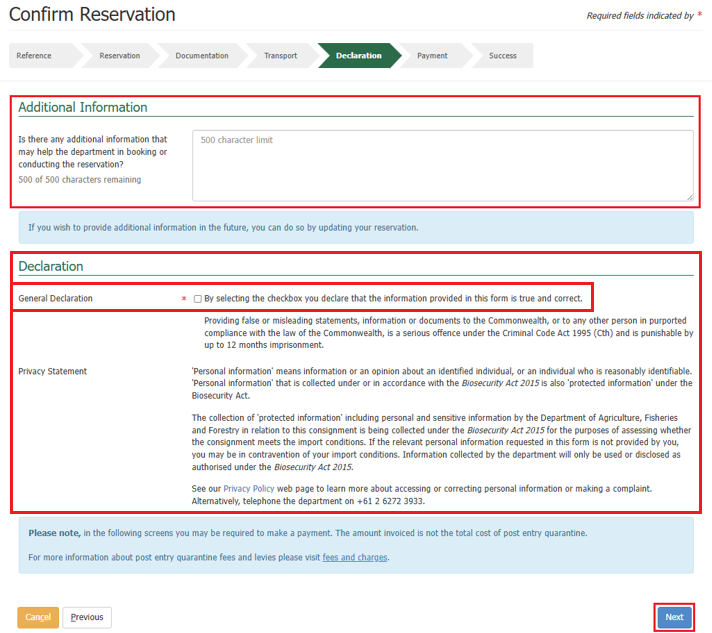 Confirm Reservation
Required fields indicated by *
Reference
Reservation
Documentation
Transport
Declaration
Payment
Success
Additional Information
Is there any additional information that
may help the department in booking or
conducting the reservation?
500 of 500 characters remaining
500 character limit
If you wish to provide additional information in the future, you can do so by updating your reservation.
Declaration
General Declaration * By selecting the checkbox you declare that the information provided in this form is true and correct.
Providing false or misleading statements, information or documents to the Commonwealth, or to any other person in purported
compliance with the law of the Commonwealth, is a serious offence under the Criminal Code Act 1995 (Cth) and is punishable by
up to 12 months imprisonment.
Privacy Statement
'Personal information' means information or an opinion about an identified individual, or an individual who is reasonably identifiable.
'Personal information' that is collected under or in accordance with the Biosecurity Act 2015 is also 'protected information' under the
Biosecurity Act.
The collection of 'protected information' including personal and sensitive information by the Department of Agriculture, Fisheries
and Forestry in relation to this consignment is being collected under the Biosecurity Act 2015 for the purposes of assessing whether
the consignment meets the import conditions. If the relevant personal information requested in this form is not provided by you,
you may be in contravention of your import conditions. Information collected by the department will only be used or disclosed as
authorised under the Biosecurity Act 2015.
See our Privacy Policy web page to learn more about accessing or correcting personal information or making a complaint.
Alternatively, telephone the department on +61 2 6272 3933.
Please note, in the following screens you may be required to make a payment. The amount invoiced is not the total cost of post entry quarantine.
For more information about post entry quarantine fees and levies please visit fees and charges.
Cancel
Previous
Next